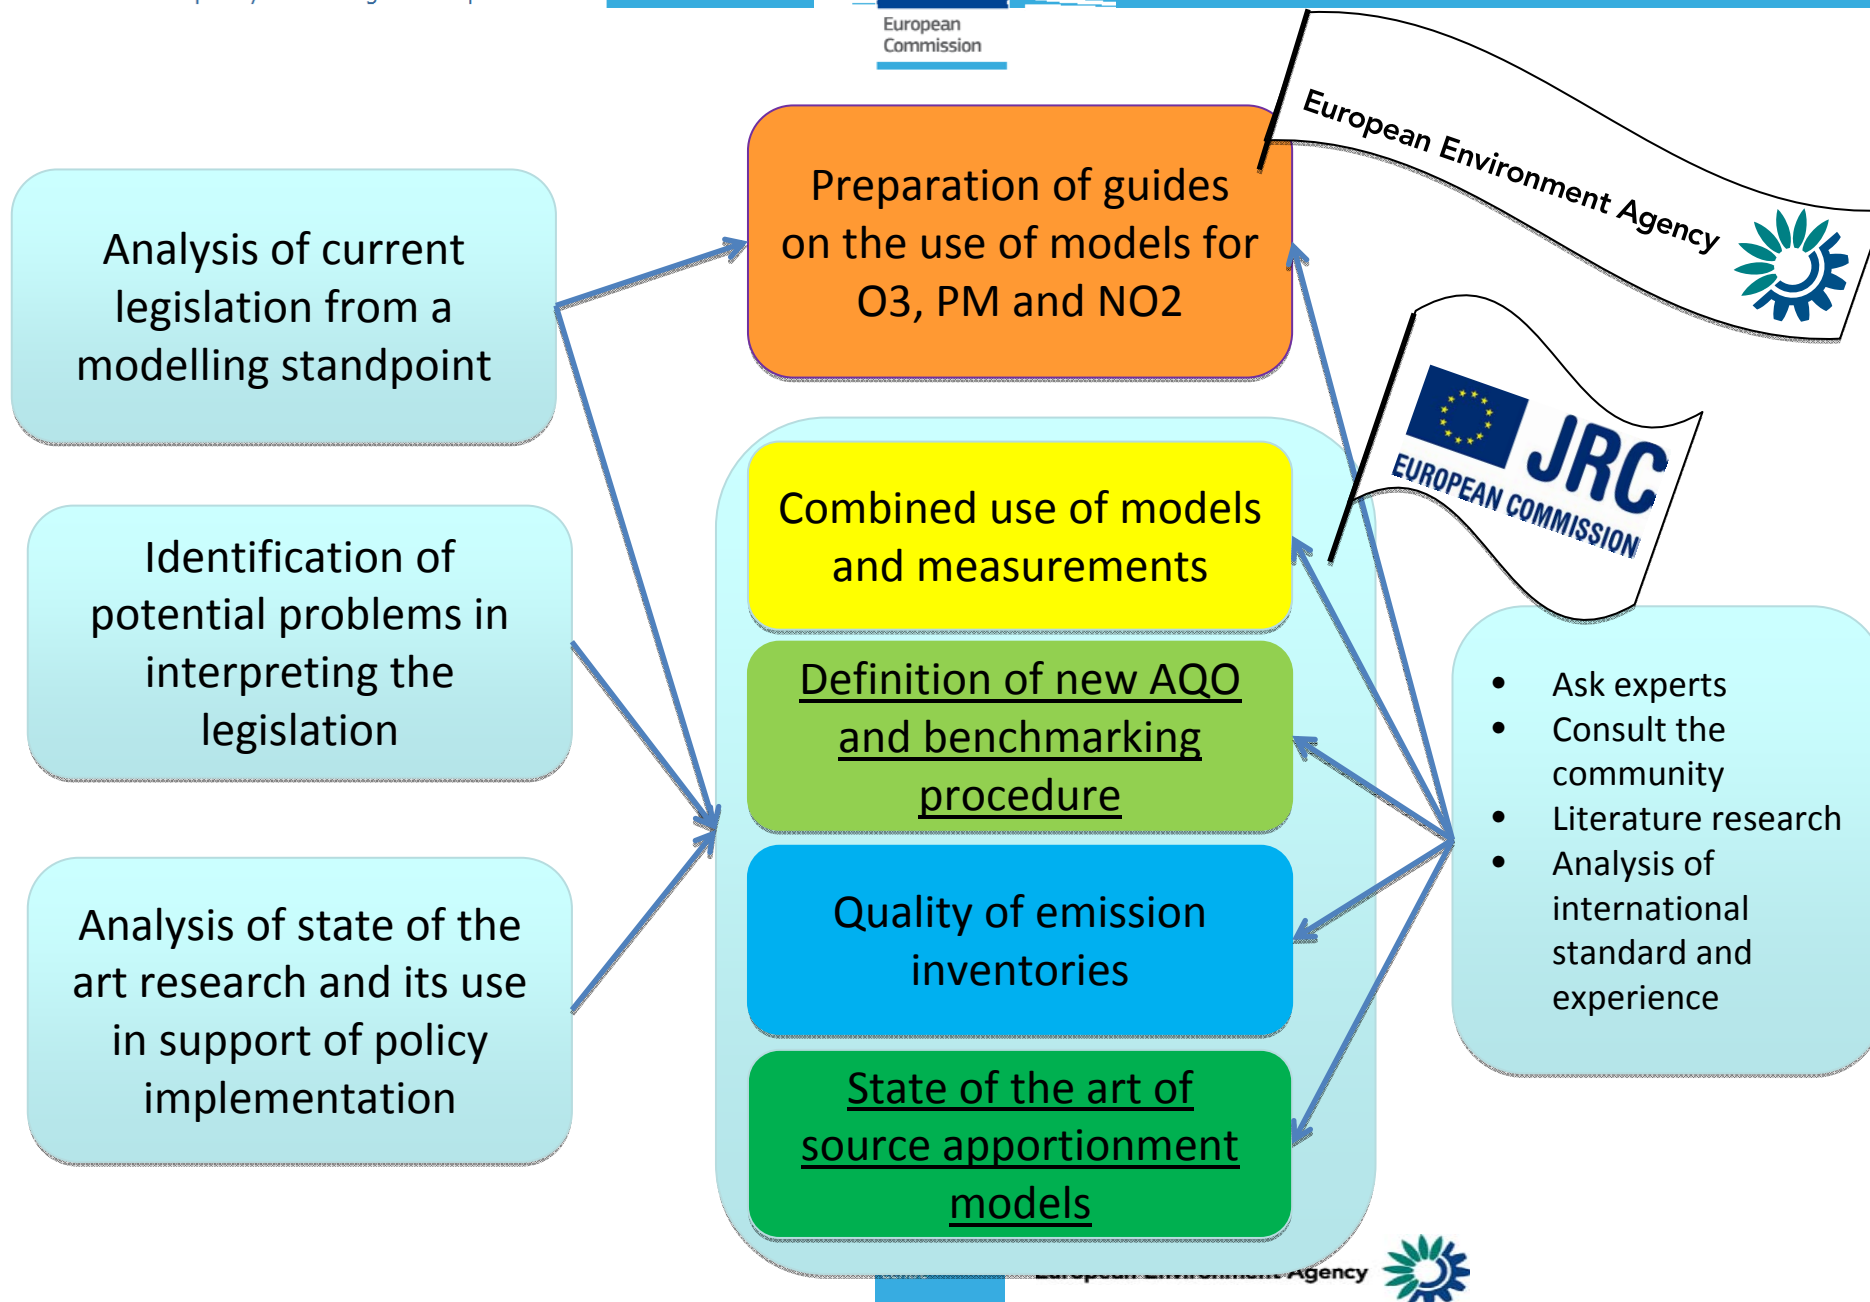 European
Commission
European Environment Agency
Preparation of guides
on the use of models for
O3, PM and NO2
Analysis of current
legislation from a
modelling standpoint
JRC
EUROPEAN COMMISSION
Combined use of models
and measurements
Identification of
potential problems in
interpreting the
legislation
Definition of new AQO
and benchmarking
procedure
• Ask experts
• Consult the
community
• Literature research
• Analysis of
international
standard and
experience
Quality of emission
inventories
Analysis of state of the
art research and its use
in support of policy
implementation
State of the art of
source apportionment
models
European Environment Agency